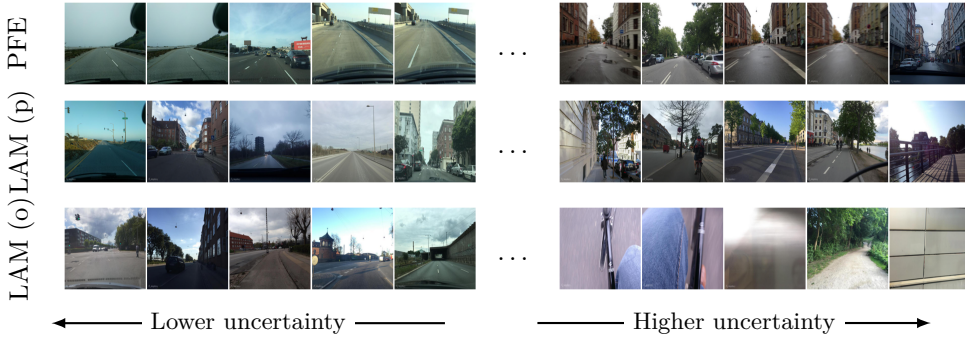 PFE
...
LAM (p)
...
LAM (o)
...
Lower uncertainty
Higher uncertainty